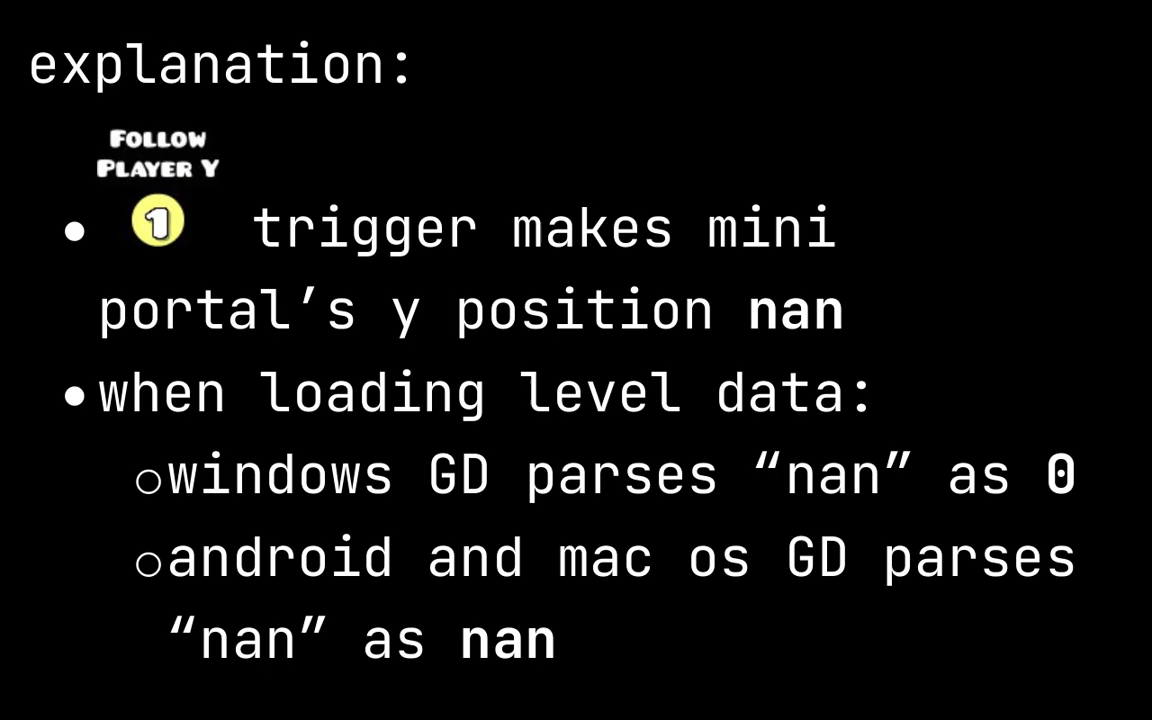 explanation:
FOLLOW
PLAYER Y
• 1 trigger makes mini
portal’s y position nan
•when loading level data:
○windows GD parses “nan” as 0
○android and mac os GD parses
“nan” as nan